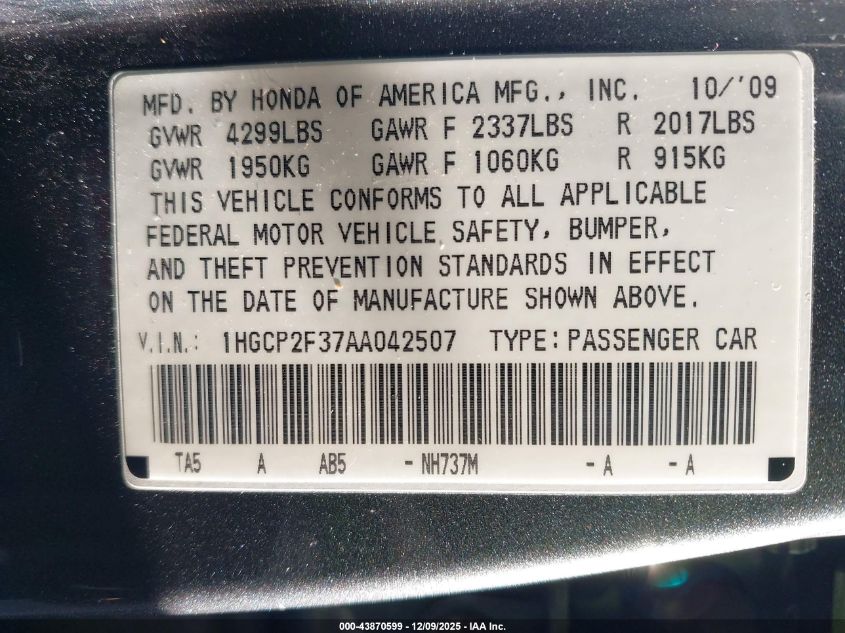 MFD. BY HONDA OF AMERICA MFG., INC. 10/'09
GVWR 4299LBS GAWR F 2337LBS R 2017LBS
GVWR 1950KG GAWR F 1060KG R 915KG
THIS VEHICLE CONFORMS TO ALL APPLICABLE
FEDERAL MOTOR VEHICLE SAFETY, BUMPER,
AND THEFT PREVENTION STANDARDS IN EFFECT
ON THE DATE OF MANUFACTURE SHOWN ABOVE.
V.I.N.: 1HGCP2F37AA042507 TYPE: PASSENGER CAR
TA5 A AB5 - NH737M - A - A
000-43870599 - 12/09/2025 - IAA Inc.